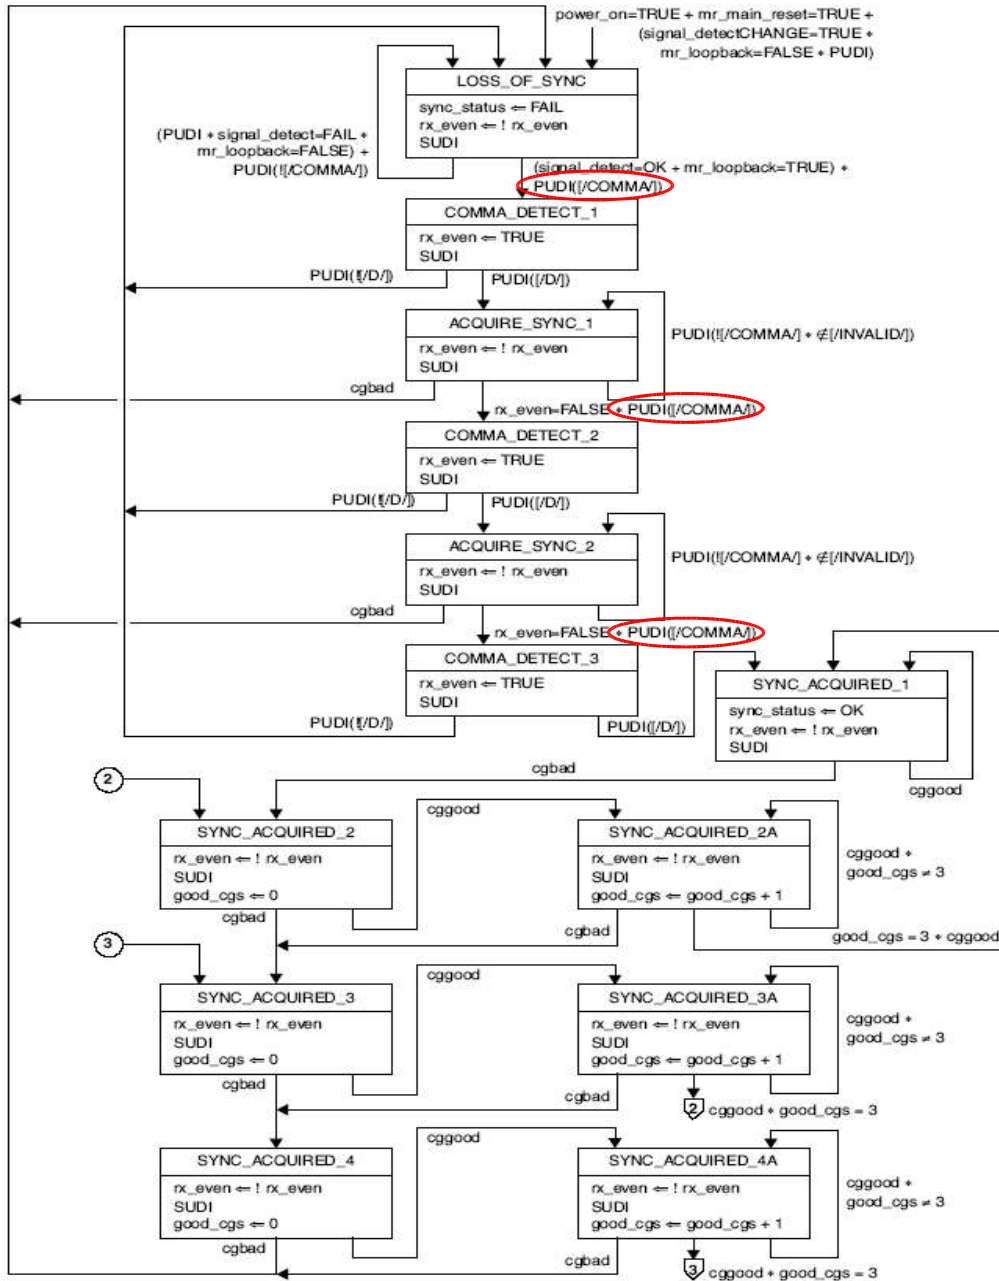 power_on=TRUE + mr_main_reset=TRUE +
(signal_detectCHANGE=TRUE *
mr_loopback=FALSE * PUDI)
LOSS_OF_SYNC
sync_status ⇐ FAIL
rx_even ⇐ ! rx_even
SUDI
(PUDI * signal_detect=FAIL *
mr_loopback=FALSE) +
PUDI(![/COMMA/])
(signal_detect=OK + mr_loopback=TRUE) *
PUDI([/COMMA/])
COMMA_DETECT_1
rx_even ⇐ TRUE
SUDI
PUDI(![/D/])
PUDI([/D/])
ACQUIRE_SYNC_1
rx_even ⇐ ! rx_even
SUDI
PUDI(![/COMMA/] * ∉[/INVALID/])
cgbad
rx_even=FALSE * PUDI([/COMMA/])
COMMA_DETECT_2
rx_even ⇐ TRUE
SUDI
PUDI(![/D/])
PUDI([/D/])
ACQUIRE_SYNC_2
rx_even ⇐ ! rx_even
SUDI
PUDI(![/COMMA/] * ∉[/INVALID/])
cgbad
rx_even=FALSE * PUDI([/COMMA/])
COMMA_DETECT_3
rx_even ⇐ TRUE
SUDI
PUDI(![/D/])
PUDI([/D/])
SYNC_ACQUIRED_1
sync_status ⇐ OK
rx_even ⇐ ! rx_even
SUDI
cgbad
cggood
2
SYNC_ACQUIRED_2
rx_even ⇐ ! rx_even
SUDI
good_cgs ⇐ 0
cggood
SYNC_ACQUIRED_2A
rx_even ⇐ ! rx_even
SUDI
good_cgs ⇐ good_cgs + 1
cggood *
good_cgs ≠ 3
cgbad
cgbad
good_cgs = 3 * cggood
3
SYNC_ACQUIRED_3
rx_even ⇐ ! rx_even
SUDI
good_cgs ⇐ 0
cggood
SYNC_ACQUIRED_3A
rx_even ⇐ ! rx_even
SUDI
good_cgs ⇐ good_cgs + 1
cggood *
good_cgs ≠ 3
cgbad
cgbad
2
cggood * good_cgs = 3
SYNC_ACQUIRED_4
rx_even ⇐ ! rx_even
SUDI
good_cgs ⇐ 0
cggood
SYNC_ACQUIRED_4A
rx_even ⇐ ! rx_even
SUDI
good_cgs ⇐ good_cgs + 1
cggood *
good_cgs ≠ 3
cgbad
cgbad
3
cggood * good_cgs = 3